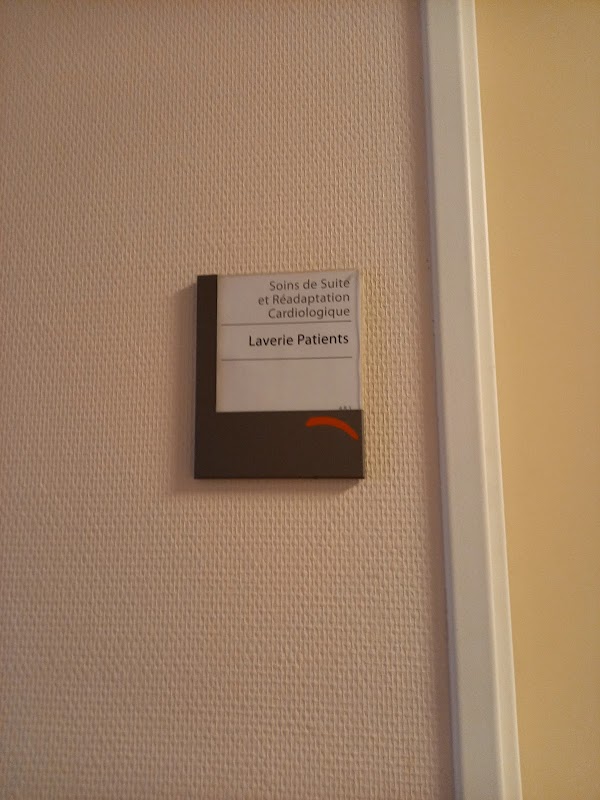 Soins de Suite
et Réadaptation
Cardiologique
Laverie Patients